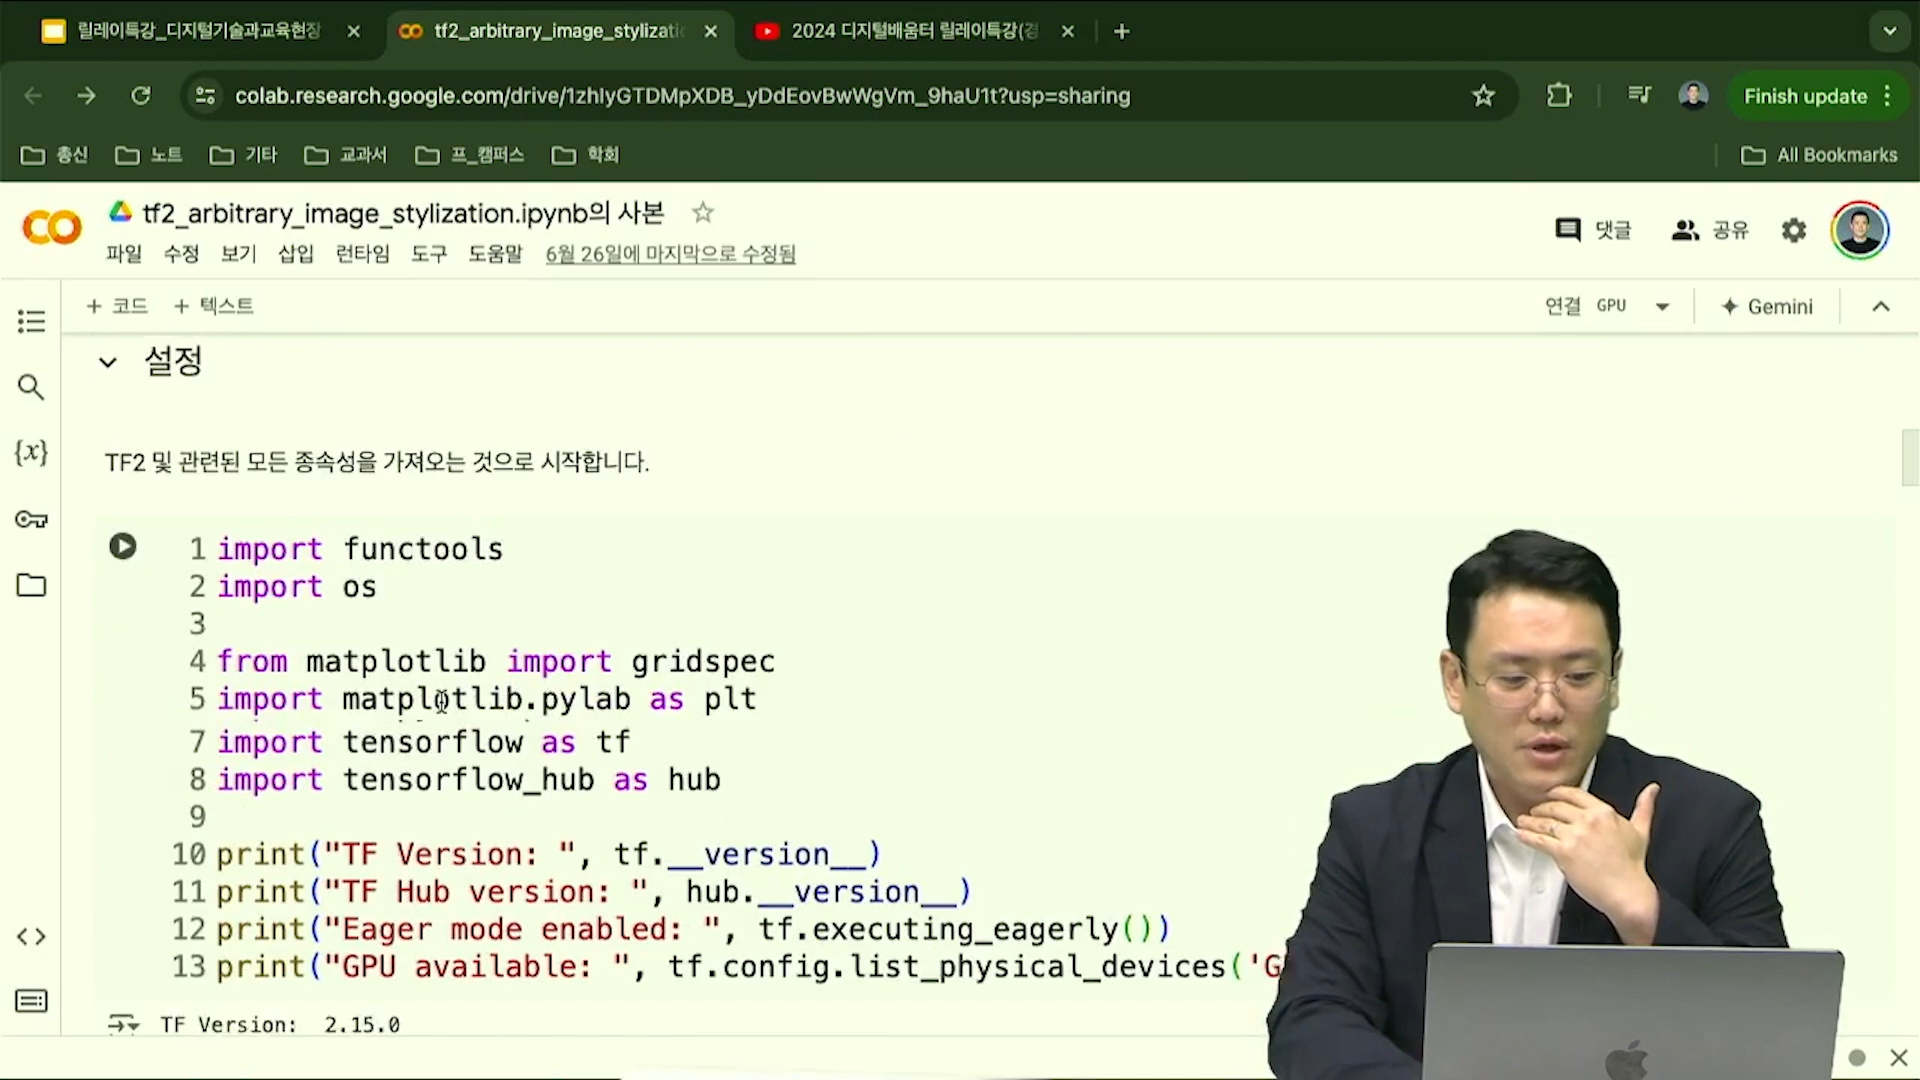 릴레이특강_디지털기술과교육현장
tf2_arbitrary_image_stylizati
2024 디지털배움터 릴레이특강(경
colab.research.google.com/drive/1zhlyGTDMpXDB_yDdEovBwWgVm_9haU1t?usp=sharing
Finish update
총신 노트 기타 교과서 프_캠퍼스 학회
All Bookmarks
tf2_arbitrary_image_stylization.ipynb의 사본
댓글 공유
파일 수정 보기 삽입 런타임 도구 도움말 6월 26일에 마지막으로 수정됨
+ 코드 + 텍스트
연결 GPU Gemini
설정
TF2 및 관련된 모든 종속성을 가져오는 것으로 시작합니다.
1 import functools
2 import os
3
4 from matplotlib import gridspec
5 import matplotlib.pylab as plt
7 import tensorflow as tf
8 import tensorflow_hub as hub
9
10 print("TF Version: ", tf.__version__)
11 print("TF Hub version: ", hub.__version__)
12 print("Eager mode enabled: ", tf.executing_eagerly())
13 print("GPU available: ", tf.config.list_physical_devices('G
TF Version: 2.15.0